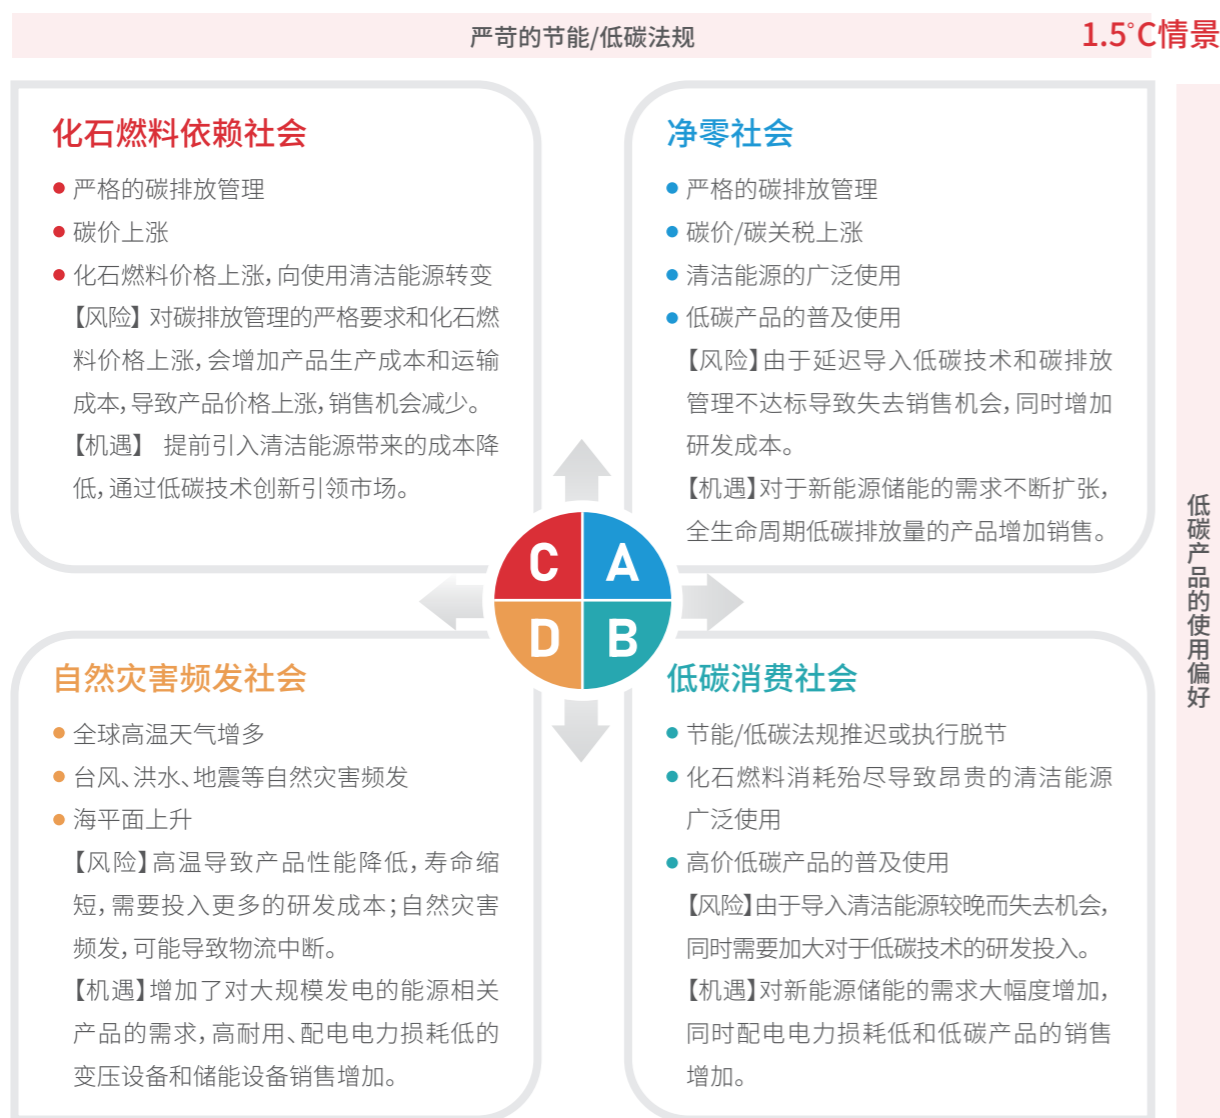 严苛的节能/低碳法规
1.5°C情景
化石燃料依赖社会
严格的碳排放管理
碳价上涨
化石燃料价格上涨，向使用清洁能源转变
【风险】 对碳排放管理的严格要求和化石燃
料价格上涨，会增加产品生产成本和运输
成本，导致产品价格上涨，销售机会减少。
【机遇】 提前引入清洁能源带来的成本降
低，通过低碳技术创新引领市场。
净零社会
严格的碳排放管理
碳价/碳关税上涨
清洁能源的广泛使用
低碳产品的普及使用
【风险】由于延迟导入低碳技术和碳排放
管理不达标导致失去销售机会，同时增加
研发成本。
【机遇】对于新能源储能的需求不断扩张，
全生命周期低碳排放量的产品增加销售。
C
A
D
B
自然灾害频发社会
全球高温天气增多
台风、洪水、地震等自然灾害频发
海平面上升
【风险】高温导致产品性能降低，寿命缩
短，需要投入更多的研发成本；自然灾害
频发，可能导致物流中断。
【机遇】增加了对大规模发电的能源相关
产品的需求，高耐用、配电电力损耗低的
变压设备和储能设备销售增加。
低碳消费社会
节能/低碳法规推迟或执行脱节
化石燃料消耗殆尽导致昂贵的清洁能源
广泛使用
高价低碳产品的普及使用
【风险】由于导入清洁能源较晚而失去机会，
同时需要加大对于低碳技术的研发投入。
【机遇】对新能源储能的需求大幅度增加，
同时配电电力损耗低和低碳产品的销售
增加。
低碳产品的使用偏好